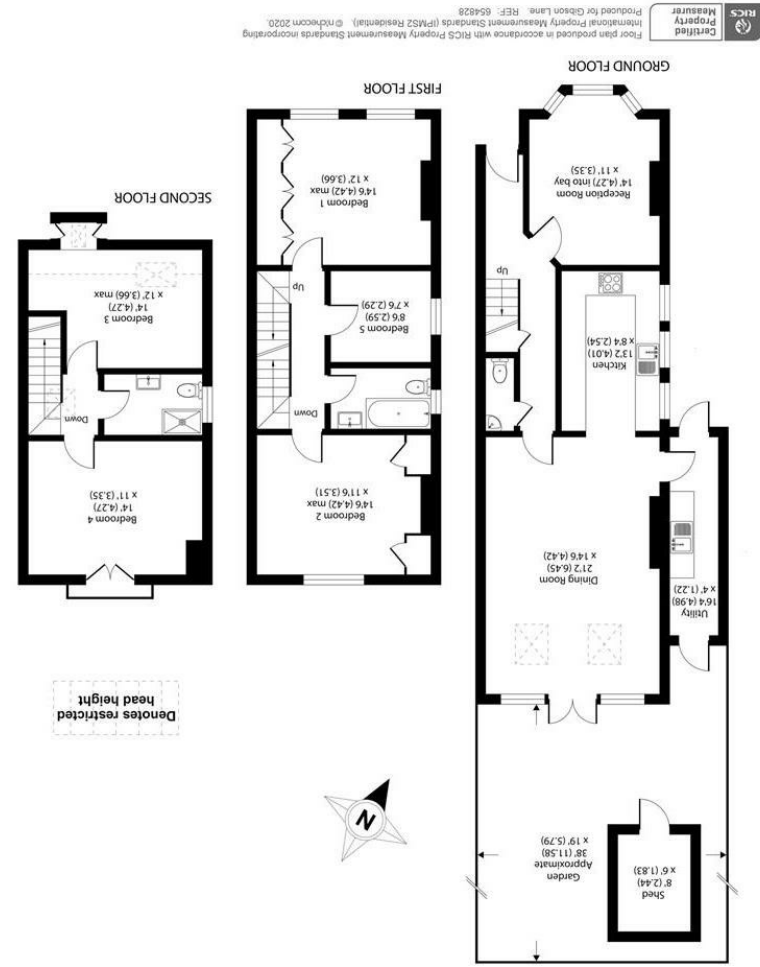 Shed
8' (2.44)
x 6' 1.83)
Garden
Approximate
38' (11.58)
x 19' (5.79)
N
Denotes restricted
head height
Utility
16'4 (4.98)
x 4' 1.22)
Dining Room
21'2 (6.45)
x 14'6 (4.42)
Kitchen
13'2 (4.01)
x 8'4 (2.54)
Up
Reception Room
14' (4.27) into bay
x 11' (3.35)
GROUND FLOOR
Bedroom 2
14'6 (4.42) max
x 11'6 (3.51)
Down
Bedroom 5
8'6 (2.59)
x 7'6 (2.29)
Up
Bedroom 1
14'6 (4.42) max
x 12' (3.66)
FIRST FLOOR
Bedroom 4
14' (4.27)
x 11' (3.35)
Down
Bedroom 3
14' (4.27)
x 12' (3.66) max
SECOND FLOOR
RICS
Certified
Property
Measurer
Floor plan produced in accordance with RICS Property Measurement Standards incorporating
International Property Measurement Standards (IPMS2 Residential). ©nichecom 2020.
Produced for Gibson Lane. REF: 654828